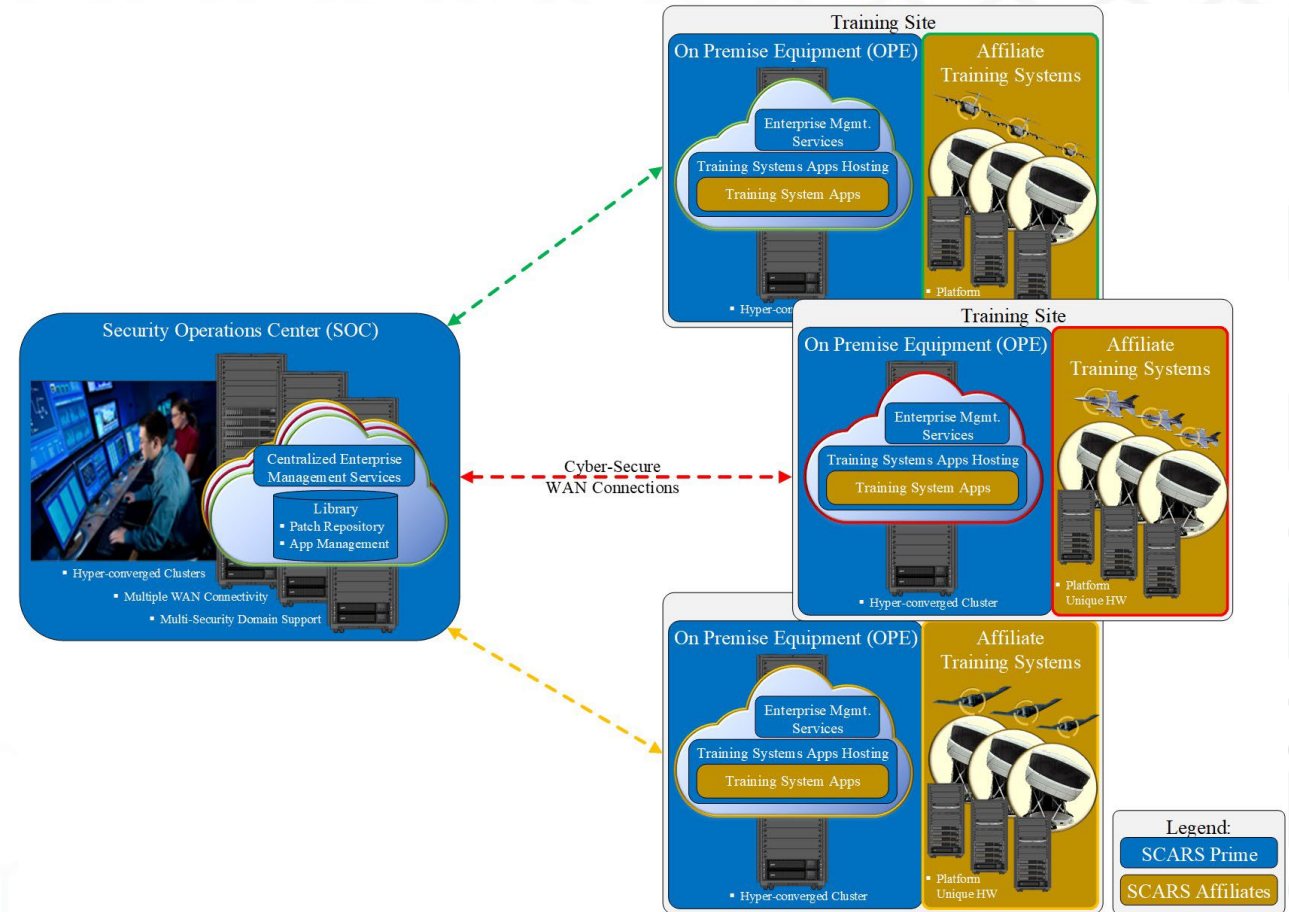 Training Site
On Premise Equipment (OPE)
Affiliate
Training Systems
Enterprise Mgmt.
Services
Training Systems Apps Hosting
Training System Apps
▪ Hyper-con
▪ Platform
Security Operations Center (SOC)
Centralized Enterprise
Management Services
Library
▪ Patch Repository
▪ App Management
▪ Hyper-converged Clusters
▪ Multiple WAN Connectivity
▪ Multi-Security Domain Support
Cyber-Secure
WAN Connections
Training Site
On Premise Equipment (OPE)
Affiliate
Training Systems
Enterprise Mgmt.
Services
Training Systems Apps Hosting
Training System Apps
▪ Hyper-converged Cluster
▪ Platform
Unique HW
On Premise Equipment (OPE)
Affiliate
Training Systems
Enterprise Mgmt.
Services
Training Systems Apps Hosting
Training System Apps
▪ Hyper-converged Cluster
▪ Platform
Unique HW
Legend:
SCARS Prime
SCARS Affiliates